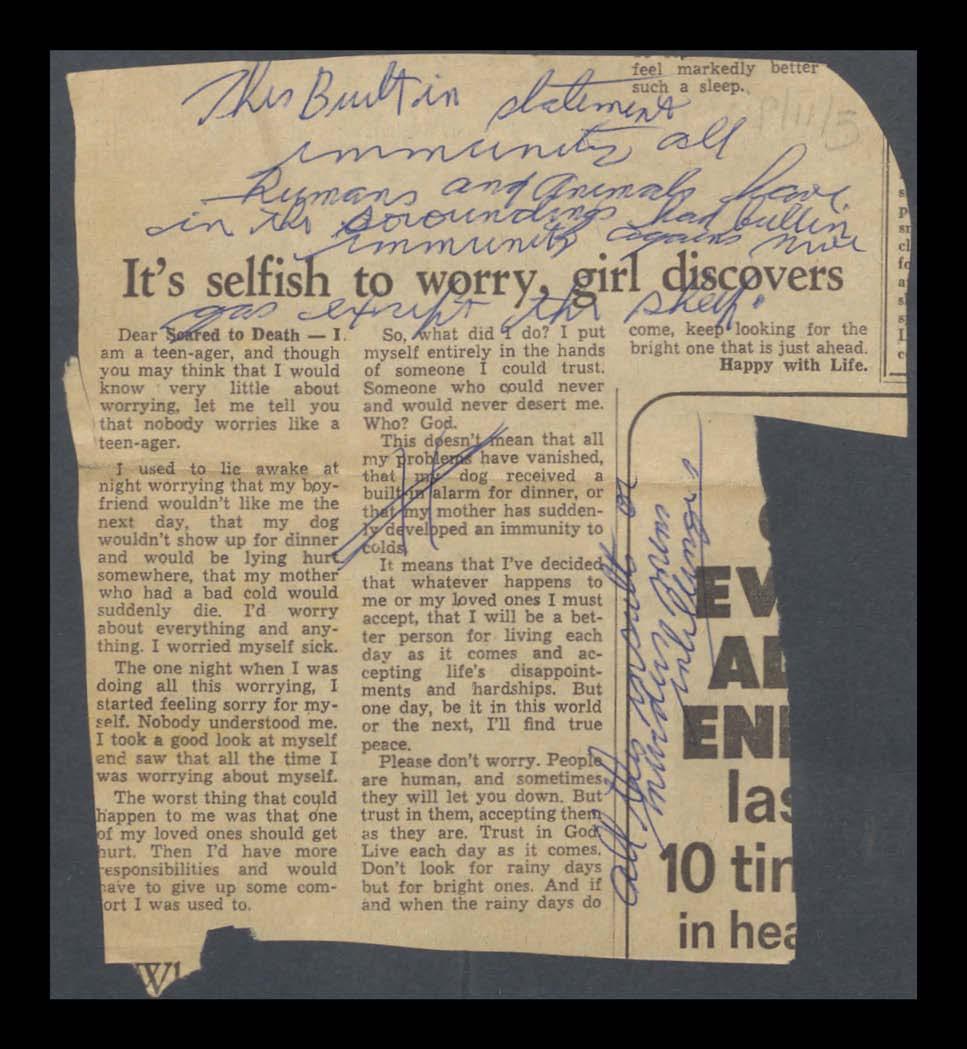 feel markedly better
such a sleep.
This Built in statement
immunity all
humans and animals have
in the suroundings had builtin
immunity agains nerve
gas except the sheep.
It's selfish to worry, girl discovers
Dear Scared to Death — I
am a teen-ager, and though
you may think that I would
know very little about
worrying, let me tell you
that nobody worries like a
teen-ager.
I used to lie awake at
night worrying that my boy-
friend wouldn't like me the
next day, that my dog
wouldn't show up for dinner
and would be lying hurt
somewhere, that my mother
who had a bad cold would
suddenly die. I'd worry
about everything and any-
thing. I worried myself sick.
The one night when I was
doing all this worrying, I
started feeling sorry for my-
self. Nobody understood me.
I took a good look at myself
end saw that all the time I
was worrying about myself.
The worst thing that could
happen to me was that one
of my loved ones should get
hurt. Then I'd have more
responsibilities and would
have to give up some com-
fort I was used to.
So, what did I do? I put
myself entirely in the hands
of someone I could trust.
Someone who could never
and would never desert me.
Who? God.
This doesn't mean that all
my problems have vanished,
that my dog received a
built-in alarm for dinner, or
that my mother has sudden-
ly developed an immunity to
colds.
It means that I've decided
that whatever happens to
me or my loved ones I must
accept, that I will be a bet-
ter person for living each
day as it comes and ac-
cepting life's disappoint-
ments and hardships. But
one day, be it in this world
or the next, I'll find true
peace.
Please don't worry. People
are human, and sometimes
they will let you down. But
trust in them, accepting them
as they are. Trust in God.
Live each day as it comes.
Don't look for rainy days
but for bright ones. And if
and when the rainy days do
come, keep looking for the
bright one that is just ahead.
Happy with Life.
all this
EV
AL
EN
las
10 tin
in hea